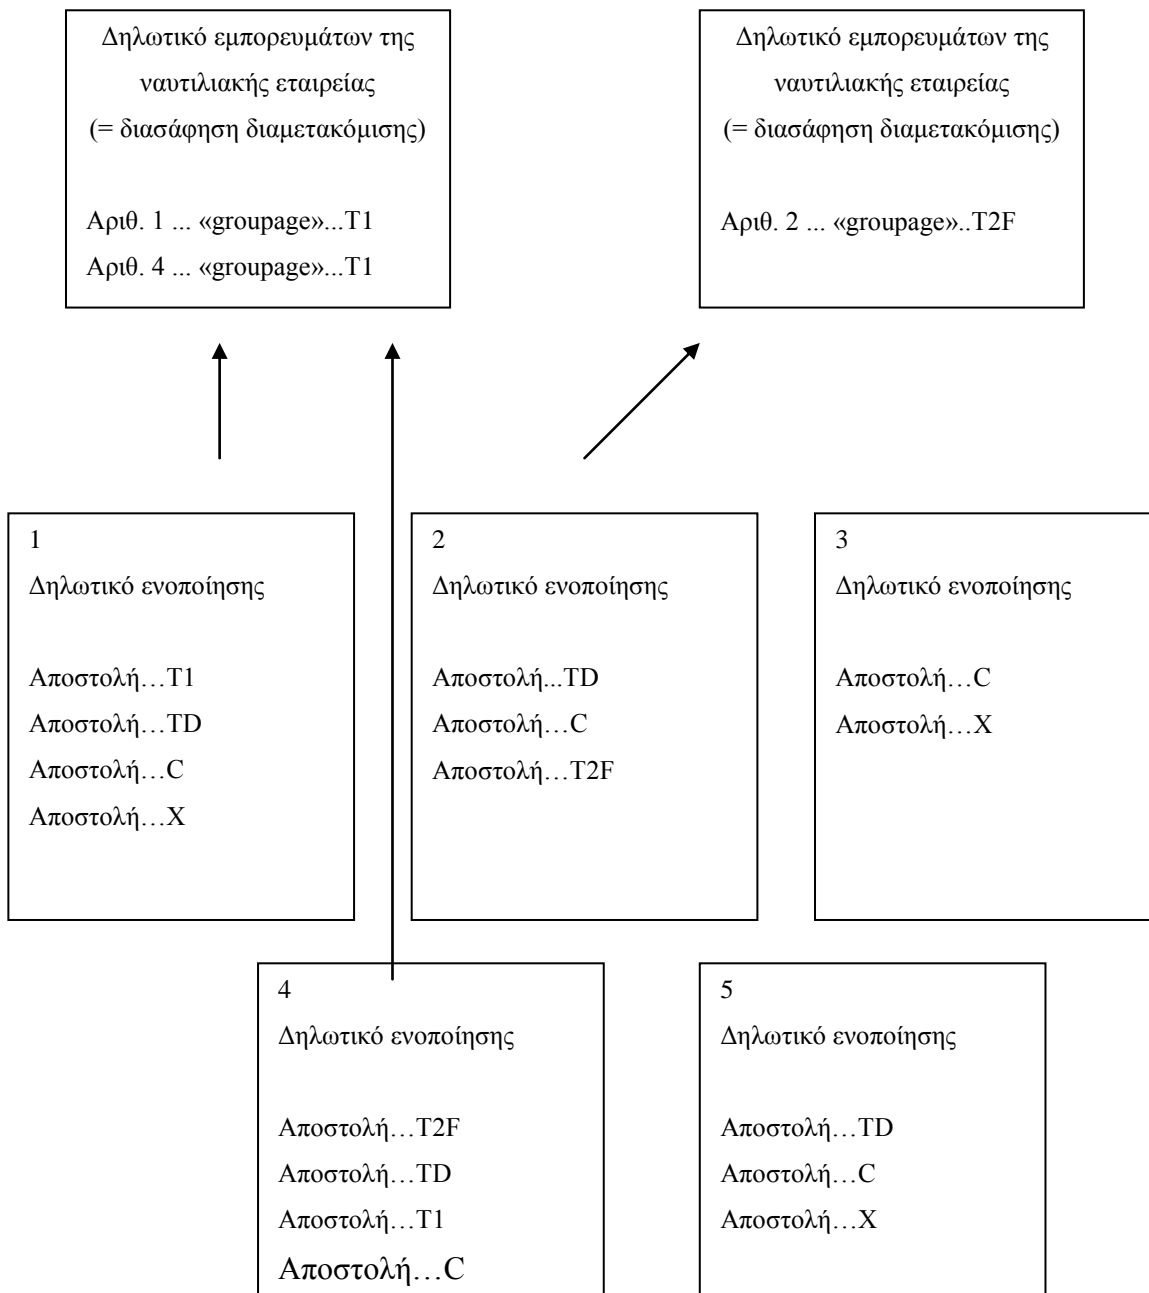 Δηλωτικό εμπορευμάτων της
ναυτιλιακής εταιρείας
(= διασάφηση διαμετακόμισης)
Αριθ. 1 ... «groupage»...T1
Αριθ. 4 ... «groupage»...T1
Δηλωτικό εμπορευμάτων της
ναυτιλιακής εταιρείας
(= διασάφηση διαμετακόμισης)
Αριθ. 2 ... «groupage»..T2F
1
Δηλωτικό ενοποίησης
Αποστολή…T1
Αποστολή…TD
Αποστολή…C
Αποστολή…X
2
Δηλωτικό ενοποίησης
Αποστολή...TD
Αποστολή…C
Αποστολή…T2F
3
Δηλωτικό ενοποίησης
Αποστολή…C
Αποστολή…X
4
Δηλωτικό ενοποίησης
Αποστολή…T2F
Αποστολή…TD
Αποστολή…T1
Αποστολή…C
5
Δηλωτικό ενοποίησης
Αποστολή…TD
Αποστολή…C
Αποστολή…X